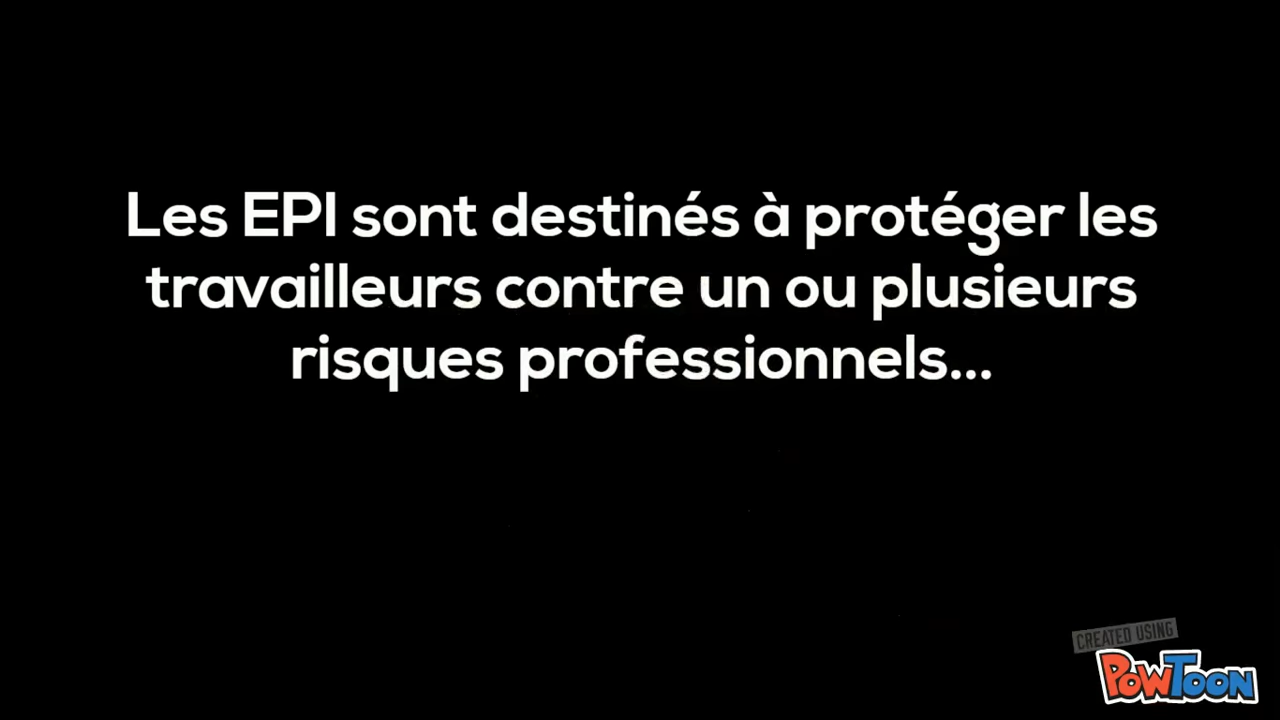 Les EPI sont destinés à protéger les
travailleurs contre un ou plusieurs
risques professionnels...
CREATED USING
POWTOON